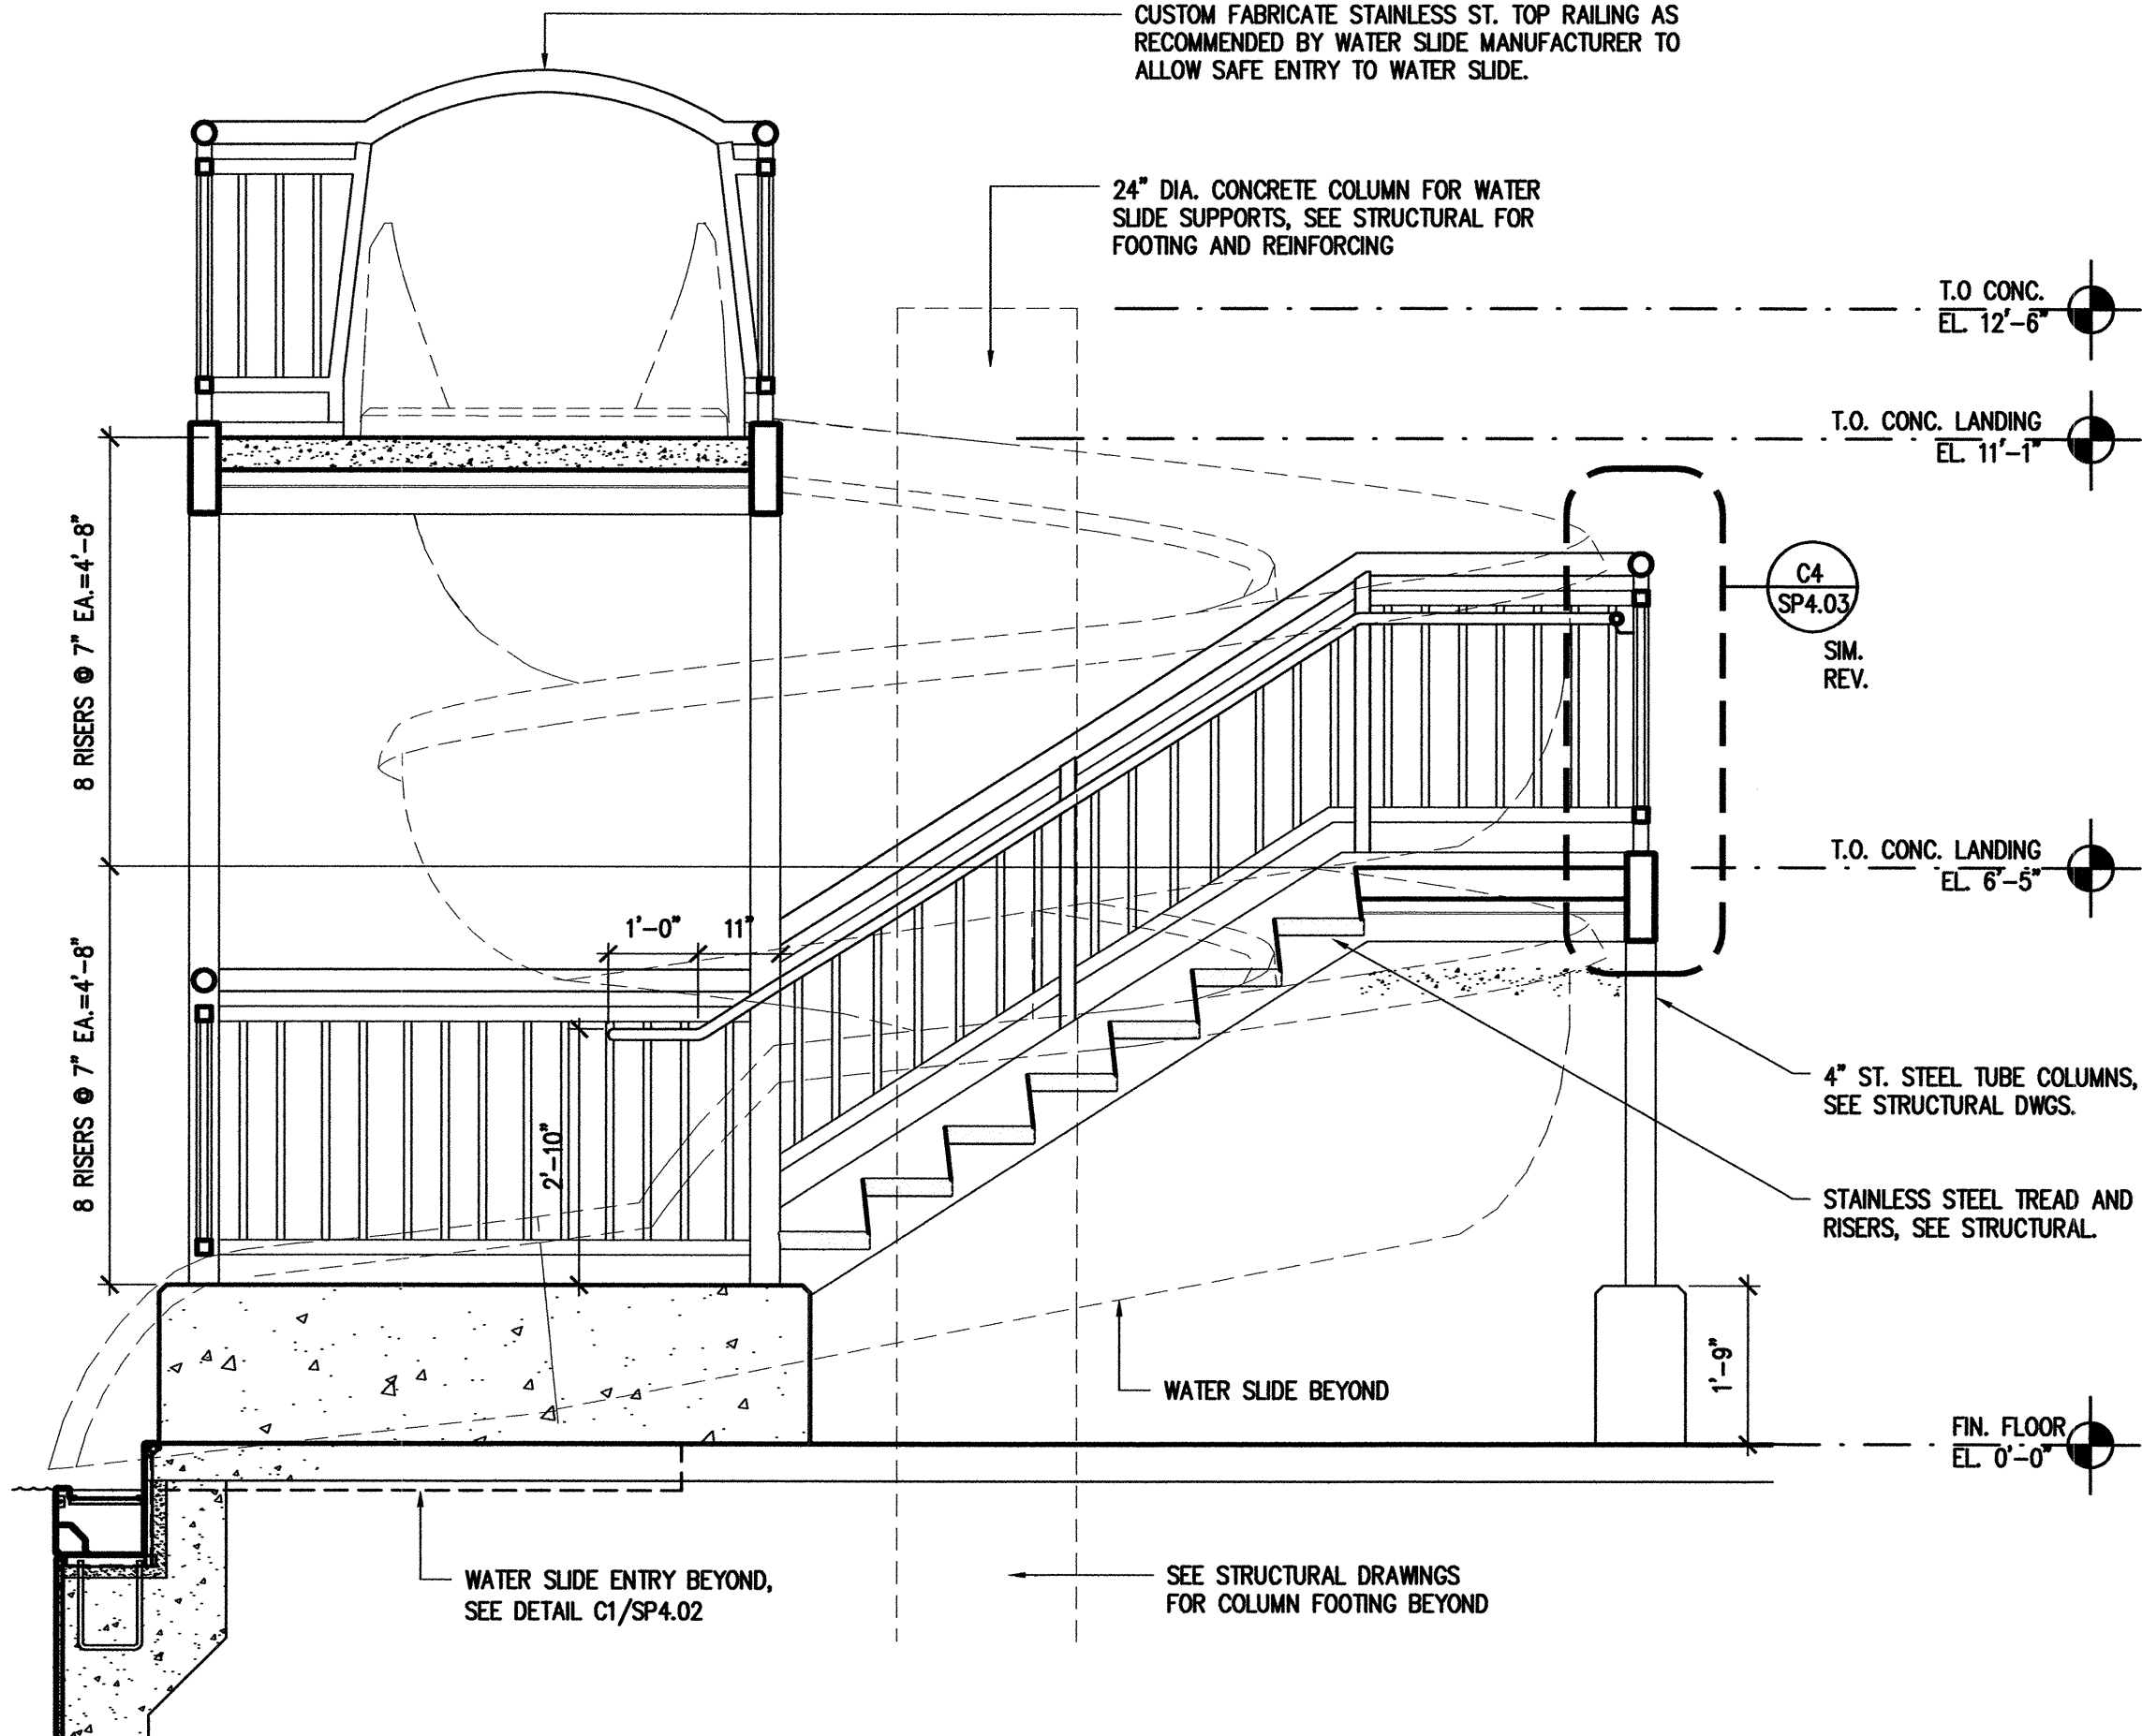 CUSTOM FABRICATE STAINLESS ST. TOP RAILING AS
RECOMMENDED BY WATER SLIDE MANUFACTURER TO
ALLOW SAFE ENTRY TO WATER SLIDE.
24" DIA. CONCRETE COLUMN FOR WATER
SLIDE SUPPORTS, SEE STRUCTURAL FOR
FOOTING AND REINFORCING
T.O CONC.
EL. 12'-6"
T.O. CONC. LANDING
EL. 11'-1"
8 RISERS @ 7" EA.=4'-8"
C4
SP4.03
SIM.
REV.
T.O. CONC. LANDING
EL. 6'-5"
1'-0"
11"
8 RISERS @ 7" EA.=4'-8"
2'-10"
4" ST. STEEL TUBE COLUMNS,
SEE STRUCTURAL DWGS.
STAINLESS STEEL TREAD AND
RISERS, SEE STRUCTURAL.
1'-9"
WATER SLIDE BEYOND
FIN. FLOOR
EL. 0'-0"
WATER SLIDE ENTRY BEYOND,
SEE DETAIL C1/SP4.02
SEE STRUCTURAL DRAWINGS
FOR COLUMN FOOTING BEYOND